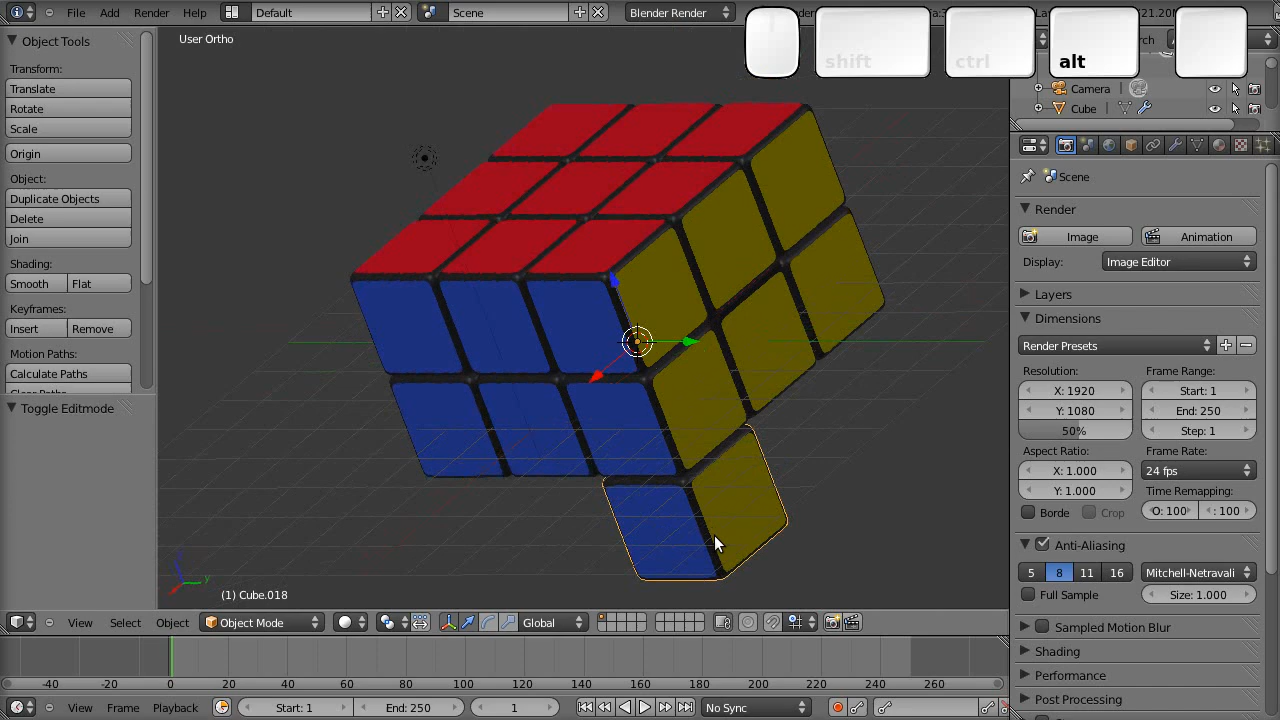 File Add Render Help Default Scene Blender Render 21.20M
shift ctrl alt
Object Tools
User Ortho
Transform:
Translate
Rotate
Scale
Origin
Object:
Duplicate Objects
Delete
Join
Shading:
Smooth Flat
Keyframes:
Insert Remove
Motion Paths:
Calculate Paths
Toggle Editmode
y
(1) Cube.018
View Select Object Object Mode Global
-40 -20 0 20 40 60 80 100 120 140 160 180 200 220 240 260
View Frame Playback Start: 1 End: 250 1 No Sync
rch
Camera
Cube
Scene
Render
Image Animation
Display: Image Editor
Layers
Dimensions
Render Presets
Resolution: Frame Range:
X: 1920 Start: 1
Y: 1080 End: 250
50% Step: 1
Aspect Ratio: Frame Rate:
X: 1.000 24 fps
Y: 1.000 Time Remapping:
Borde Crop O: 100 : 100
Anti-Aliasing
5 8 11 16 Mitchell-Netravali
Full Sample Size: 1.000
Sampled Motion Blur
Shading
Performance
Post Processing